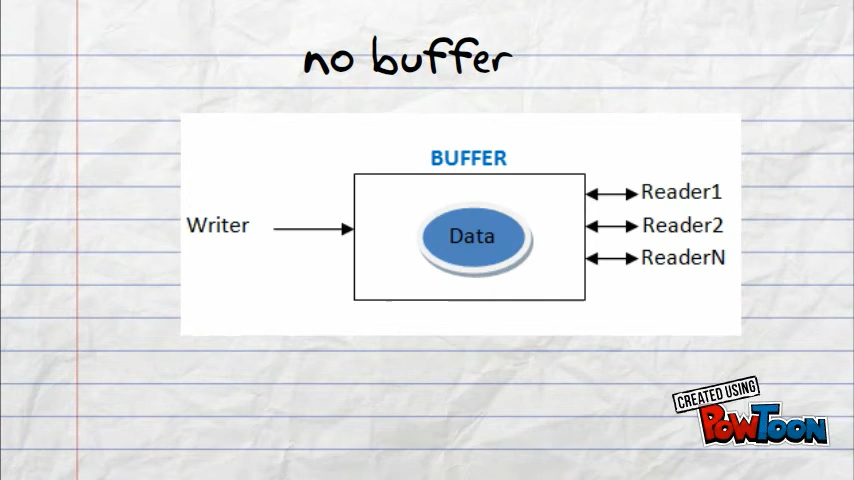 no buffer
BUFFER
Writer
Data
Reader1
Reader2
ReaderN
CREATED USING
POWTOON